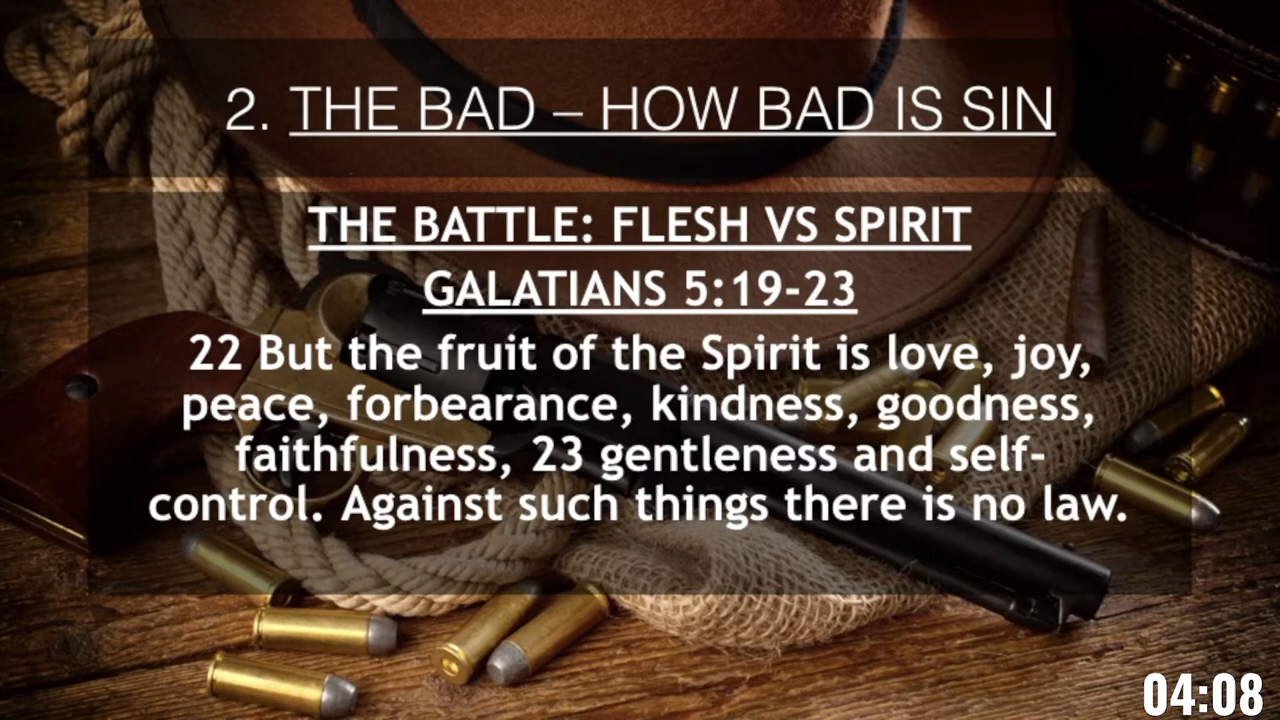 2. THE BAD – HOW BAD IS SIN
THE BATTLE: FLESH VS SPIRIT
GALATIANS 5:19-23
22 But the fruit of the Spirit is love, joy,
peace, forbearance, kindness, goodness,
faithfulness, 23 gentleness and self-
control. Against such things there is no law.
04:08